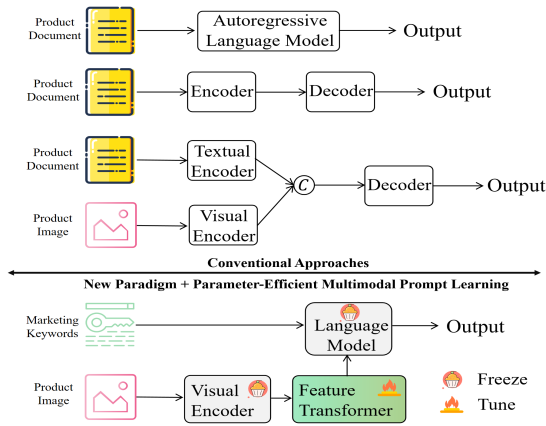 Product
Document
Autoregressive
Language Model
Output
Product
Document
Encoder
Decoder
Output
Product
Document
Textual
Encoder
C
Decoder
Output
Product
Image
Visual
Encoder
Conventional Approaches
New Paradigm + Parameter-Efficient Multimodal Prompt Learning
Marketing
Keywords
Language
Model
Output
Product
Image
Visual
Encoder
Feature
Transformer
Freeze
Tune